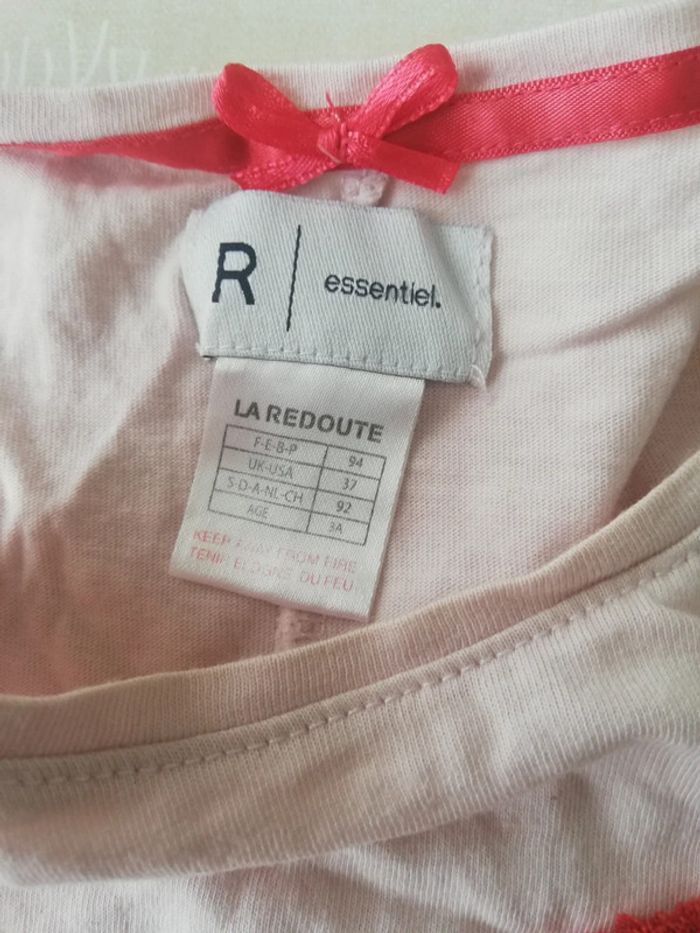 R | essentiel.
LA REDOUTE
F-E-B-P 94
UK-USA 37
S-D-A-NL-CH 92
AGE 3A
KEEP AWAY FROM FIRE
TENIR ELOIGNE DU FEU